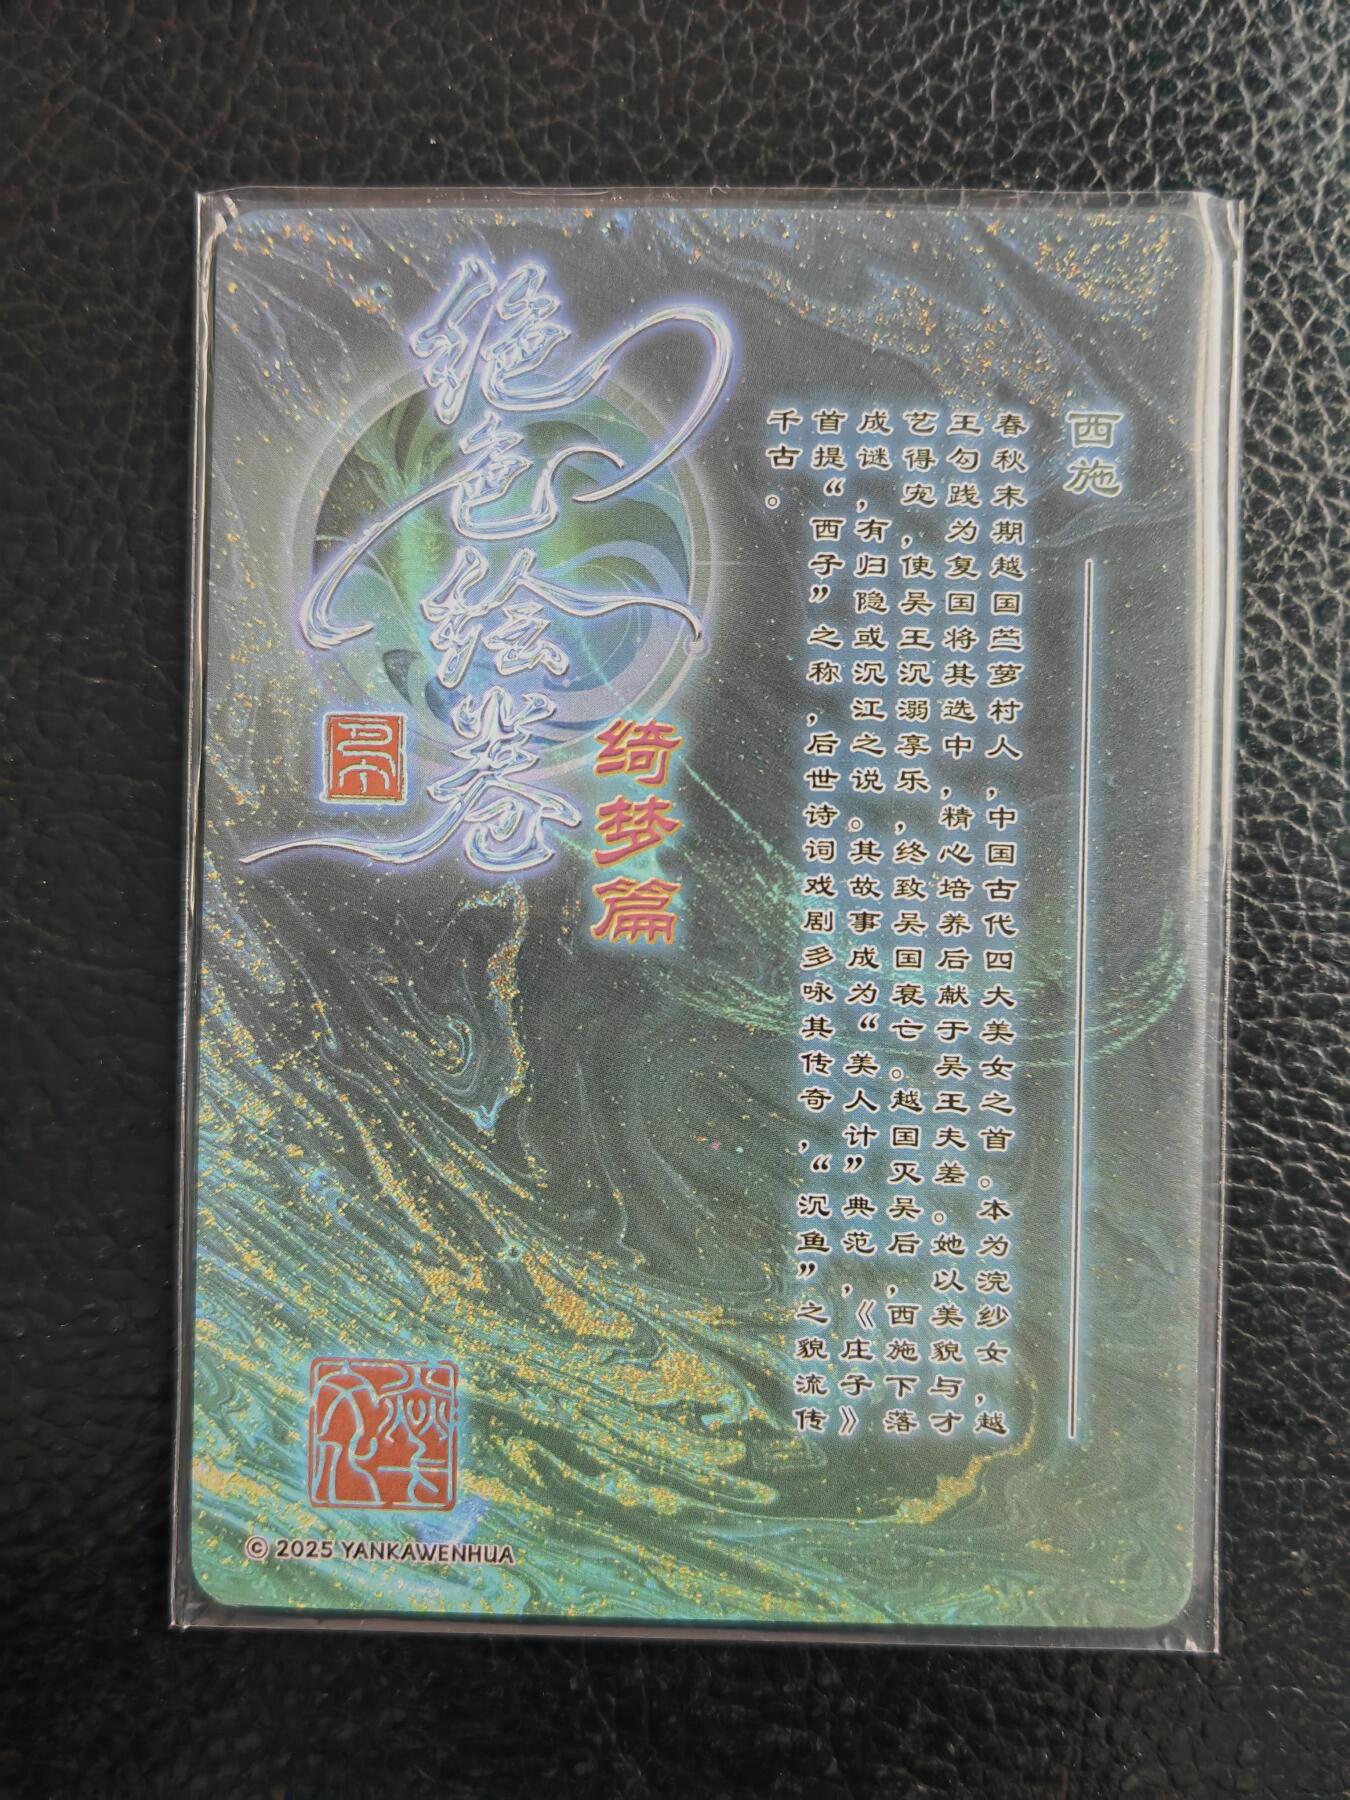 西施
春秋末期越国苎萝村人，中国古代四大美女之首。本为浣纱女，越
王勾践为复国将其选中，精心培养后献于吴王夫差。她以美貌与才
艺得宠，使吴王沉溺享乐，终致吴国衰亡。越国灭吴后，西施下落
成谜，有归隐或沉江之说。其故事成为“美人计”典范，《庄子》
首提“西子”之称，后世诗词戏剧多咏其传奇，“沉鱼”之貌流传
千古。
绝色绘卷
绮梦篇
焱卡
文化
© 2025 YANKAWENHUA